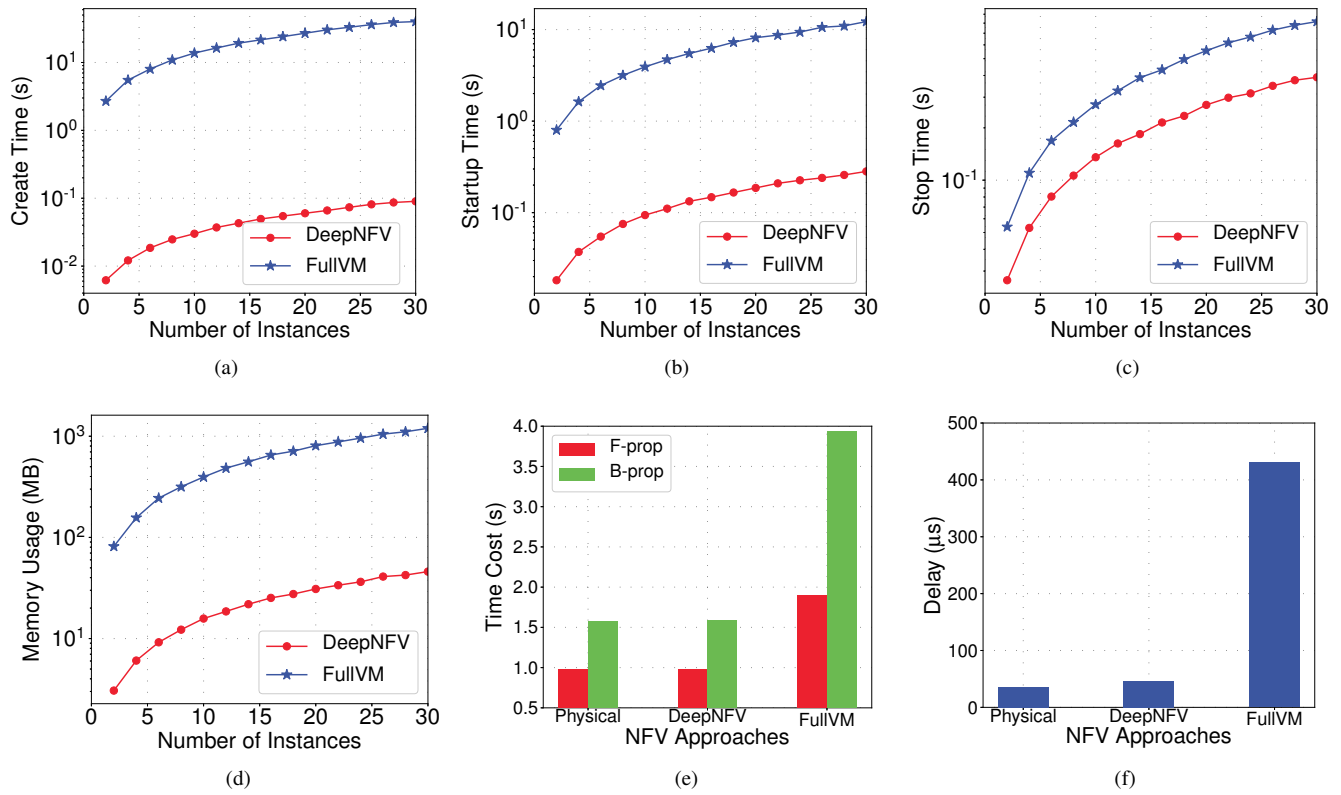 Create Time (s)
10^1
10^0
10^-1
10^-2
DeepNFV
FullVM
0 5 10 15 20 25 30
Number of Instances
(a)
Startup Time (s)
10^1
10^0
10^-1
DeepNFV
FullVM
0 5 10 15 20 25 30
Number of Instances
(b)
Stop Time (s)
10^-1
DeepNFV
FullVM
0 5 10 15 20 25 30
Number of Instances
(c)
Memory Usage (MB)
10^3
10^2
10^1
DeepNFV
FullVM
0 5 10 15 20 25 30
Number of Instances
(d)
Time Cost (s)
4.0
3.5
3.0
2.5
2.0
1.5
1.0
0.5
F-prop
B-prop
Physical DeepNFV FullVM
NFV Approaches
(e)
Delay (μs)
500
400
300
200
100
0
Physical DeepNFV FullVM
NFV Approaches
(f)